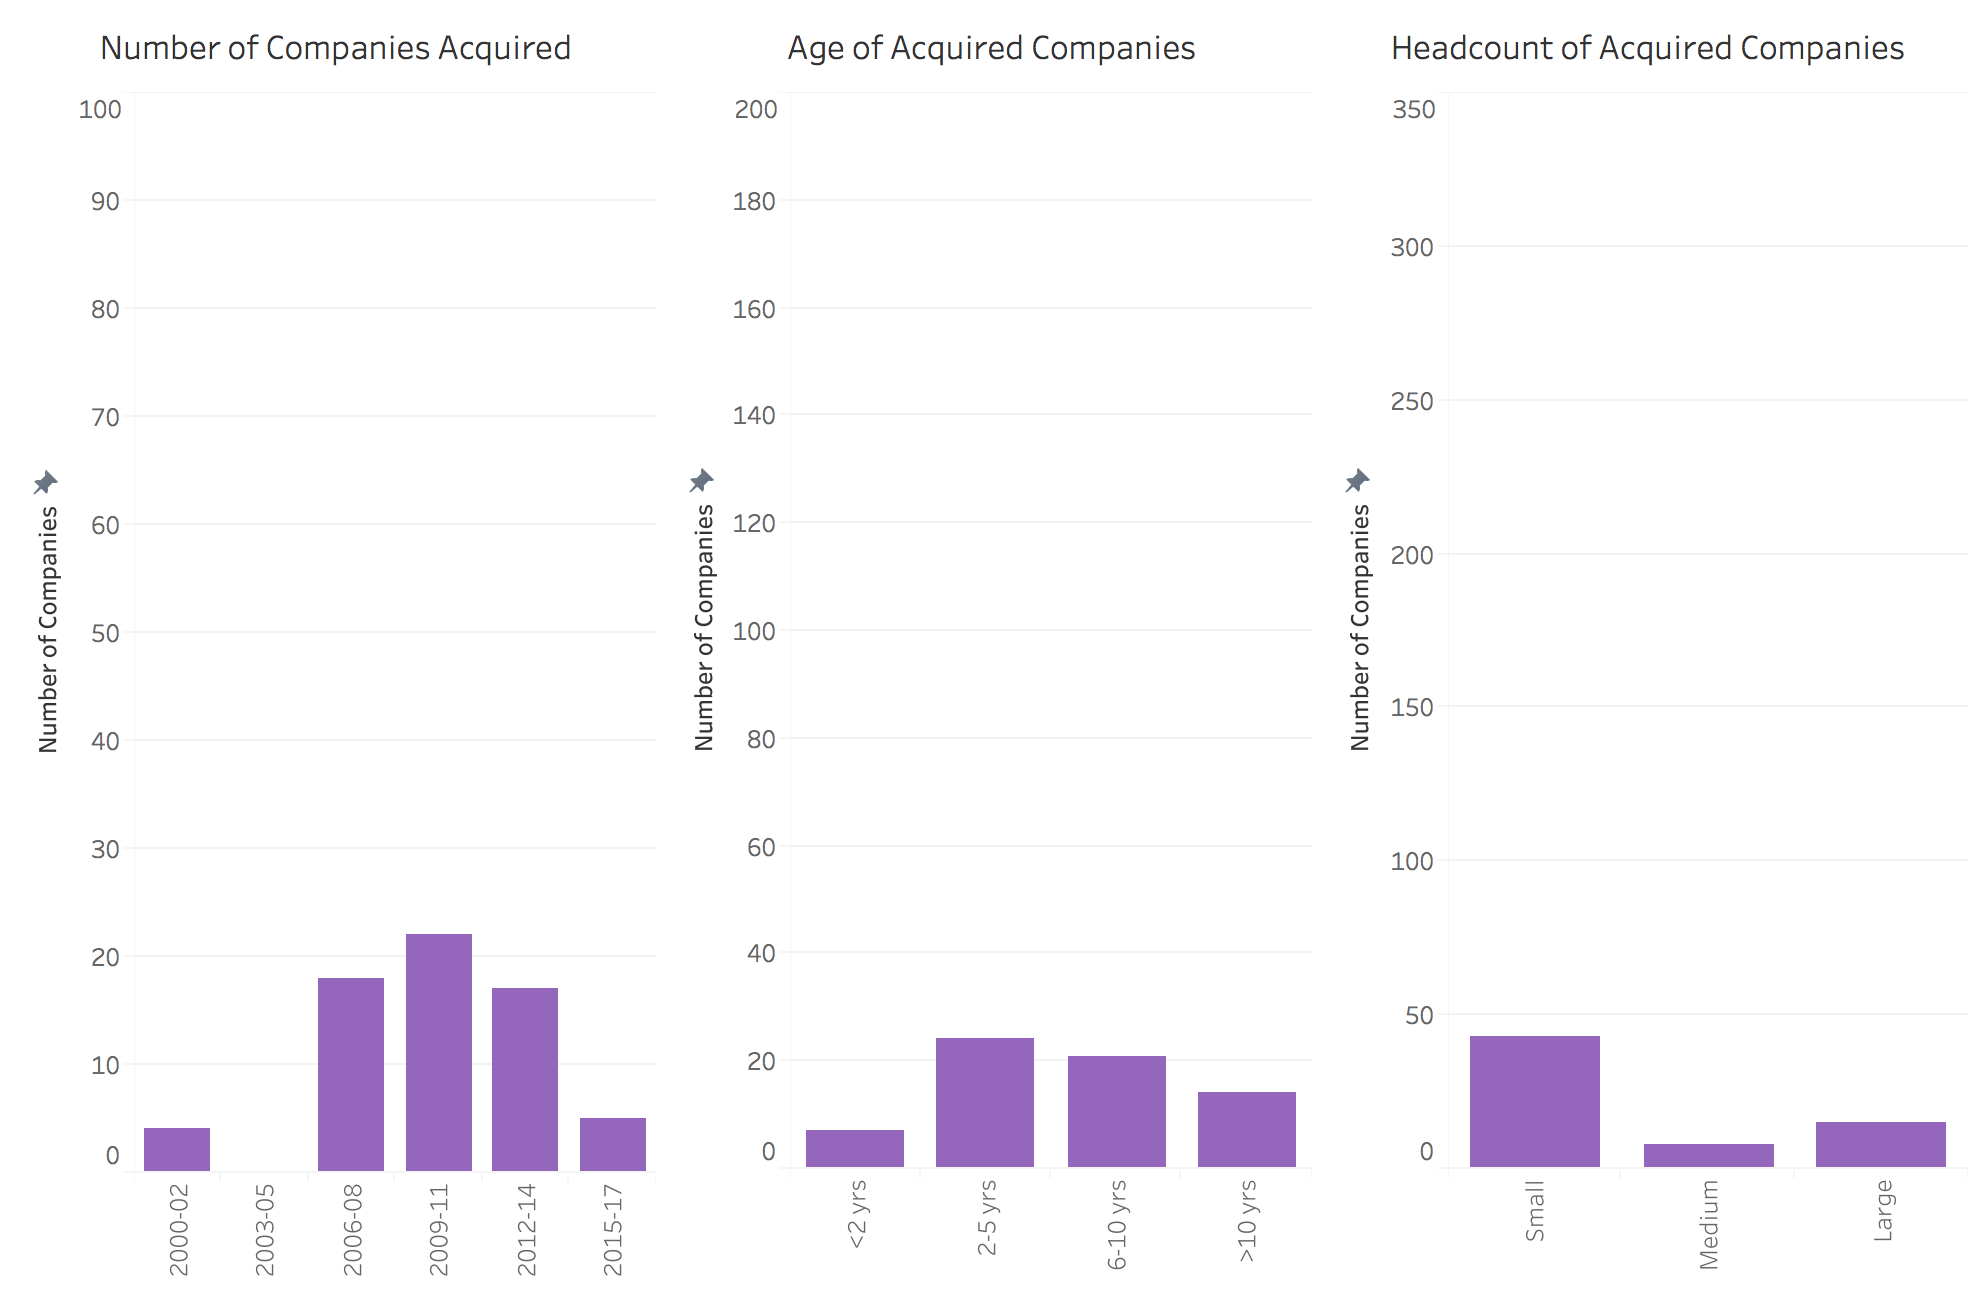 Number of Companies Acquired
Number of Companies
100
90
80
70
60
50
40
30
20
10
0
2000-02
2003-05
2006-08
2009-11
2012-14
2015-17
Age of Acquired Companies
Number of Companies
200
180
160
140
120
100
80
60
40
20
0
<2 yrs
2-5 yrs
6-10 yrs
>10 yrs
Headcount of Acquired Companies
Number of Companies
350
300
250
200
150
100
50
0
Small
Medium
Large